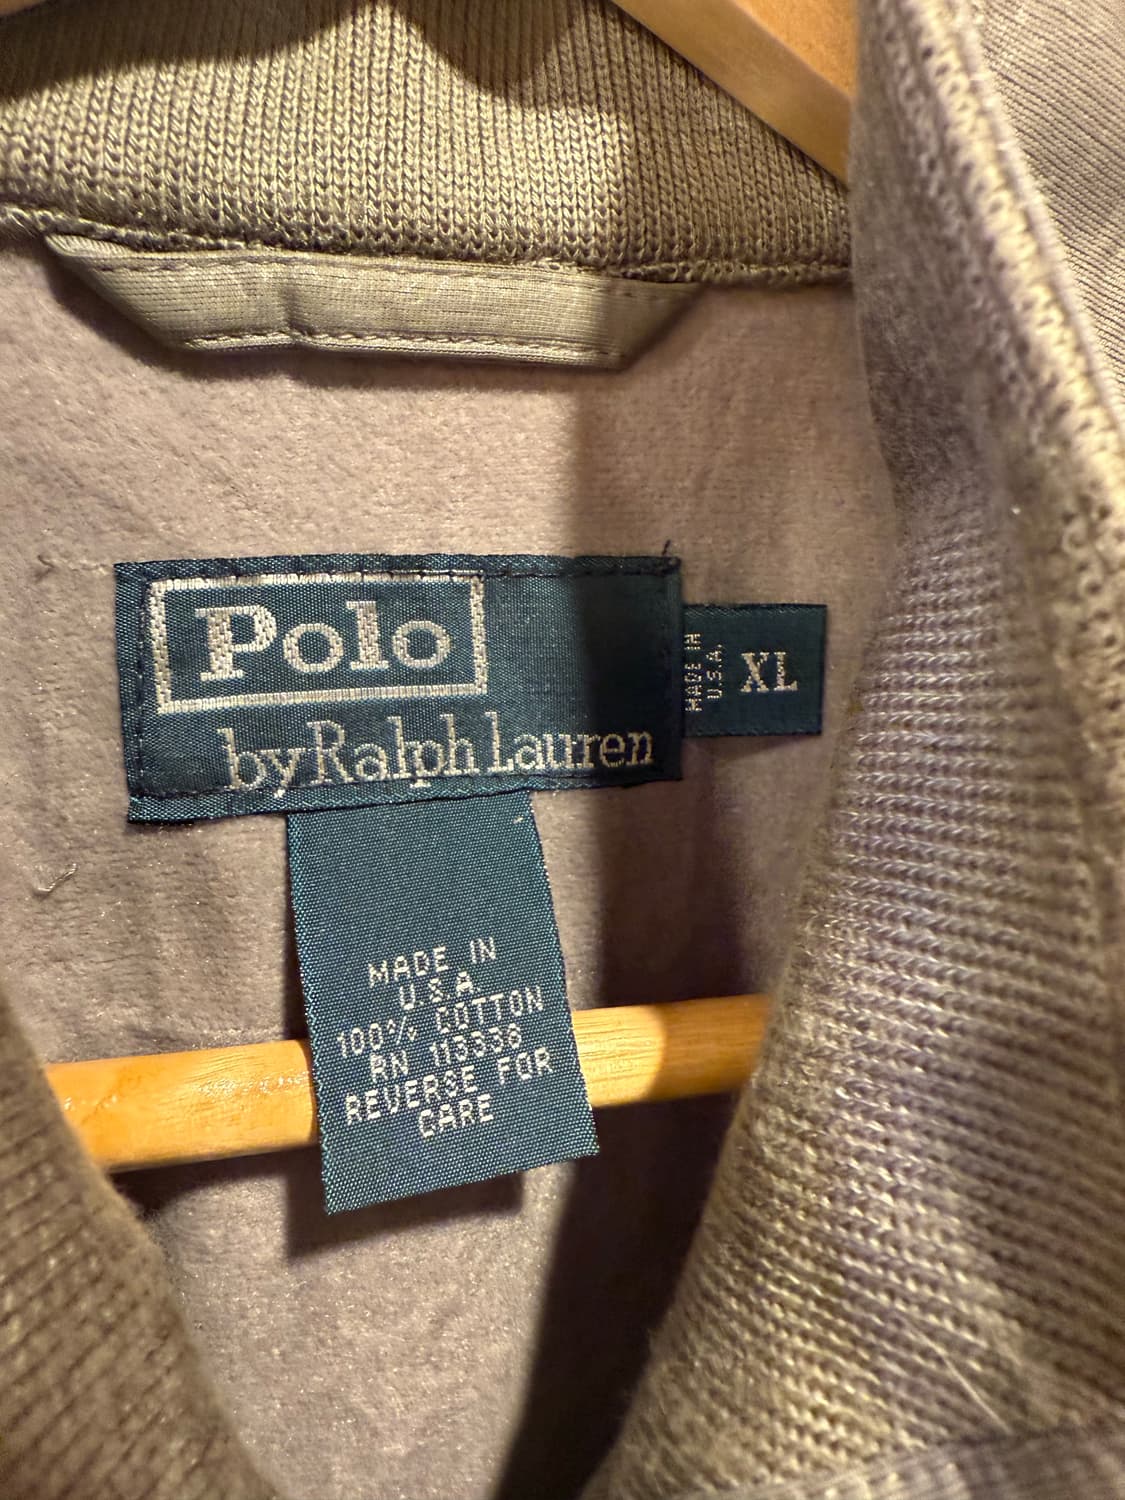 Polo
by Ralph Lauren
MADE IN
U.S.A.
XL
MADE IN
U.S.A.
100% COTTON
RN 113338
REVERSE FOR
CARE